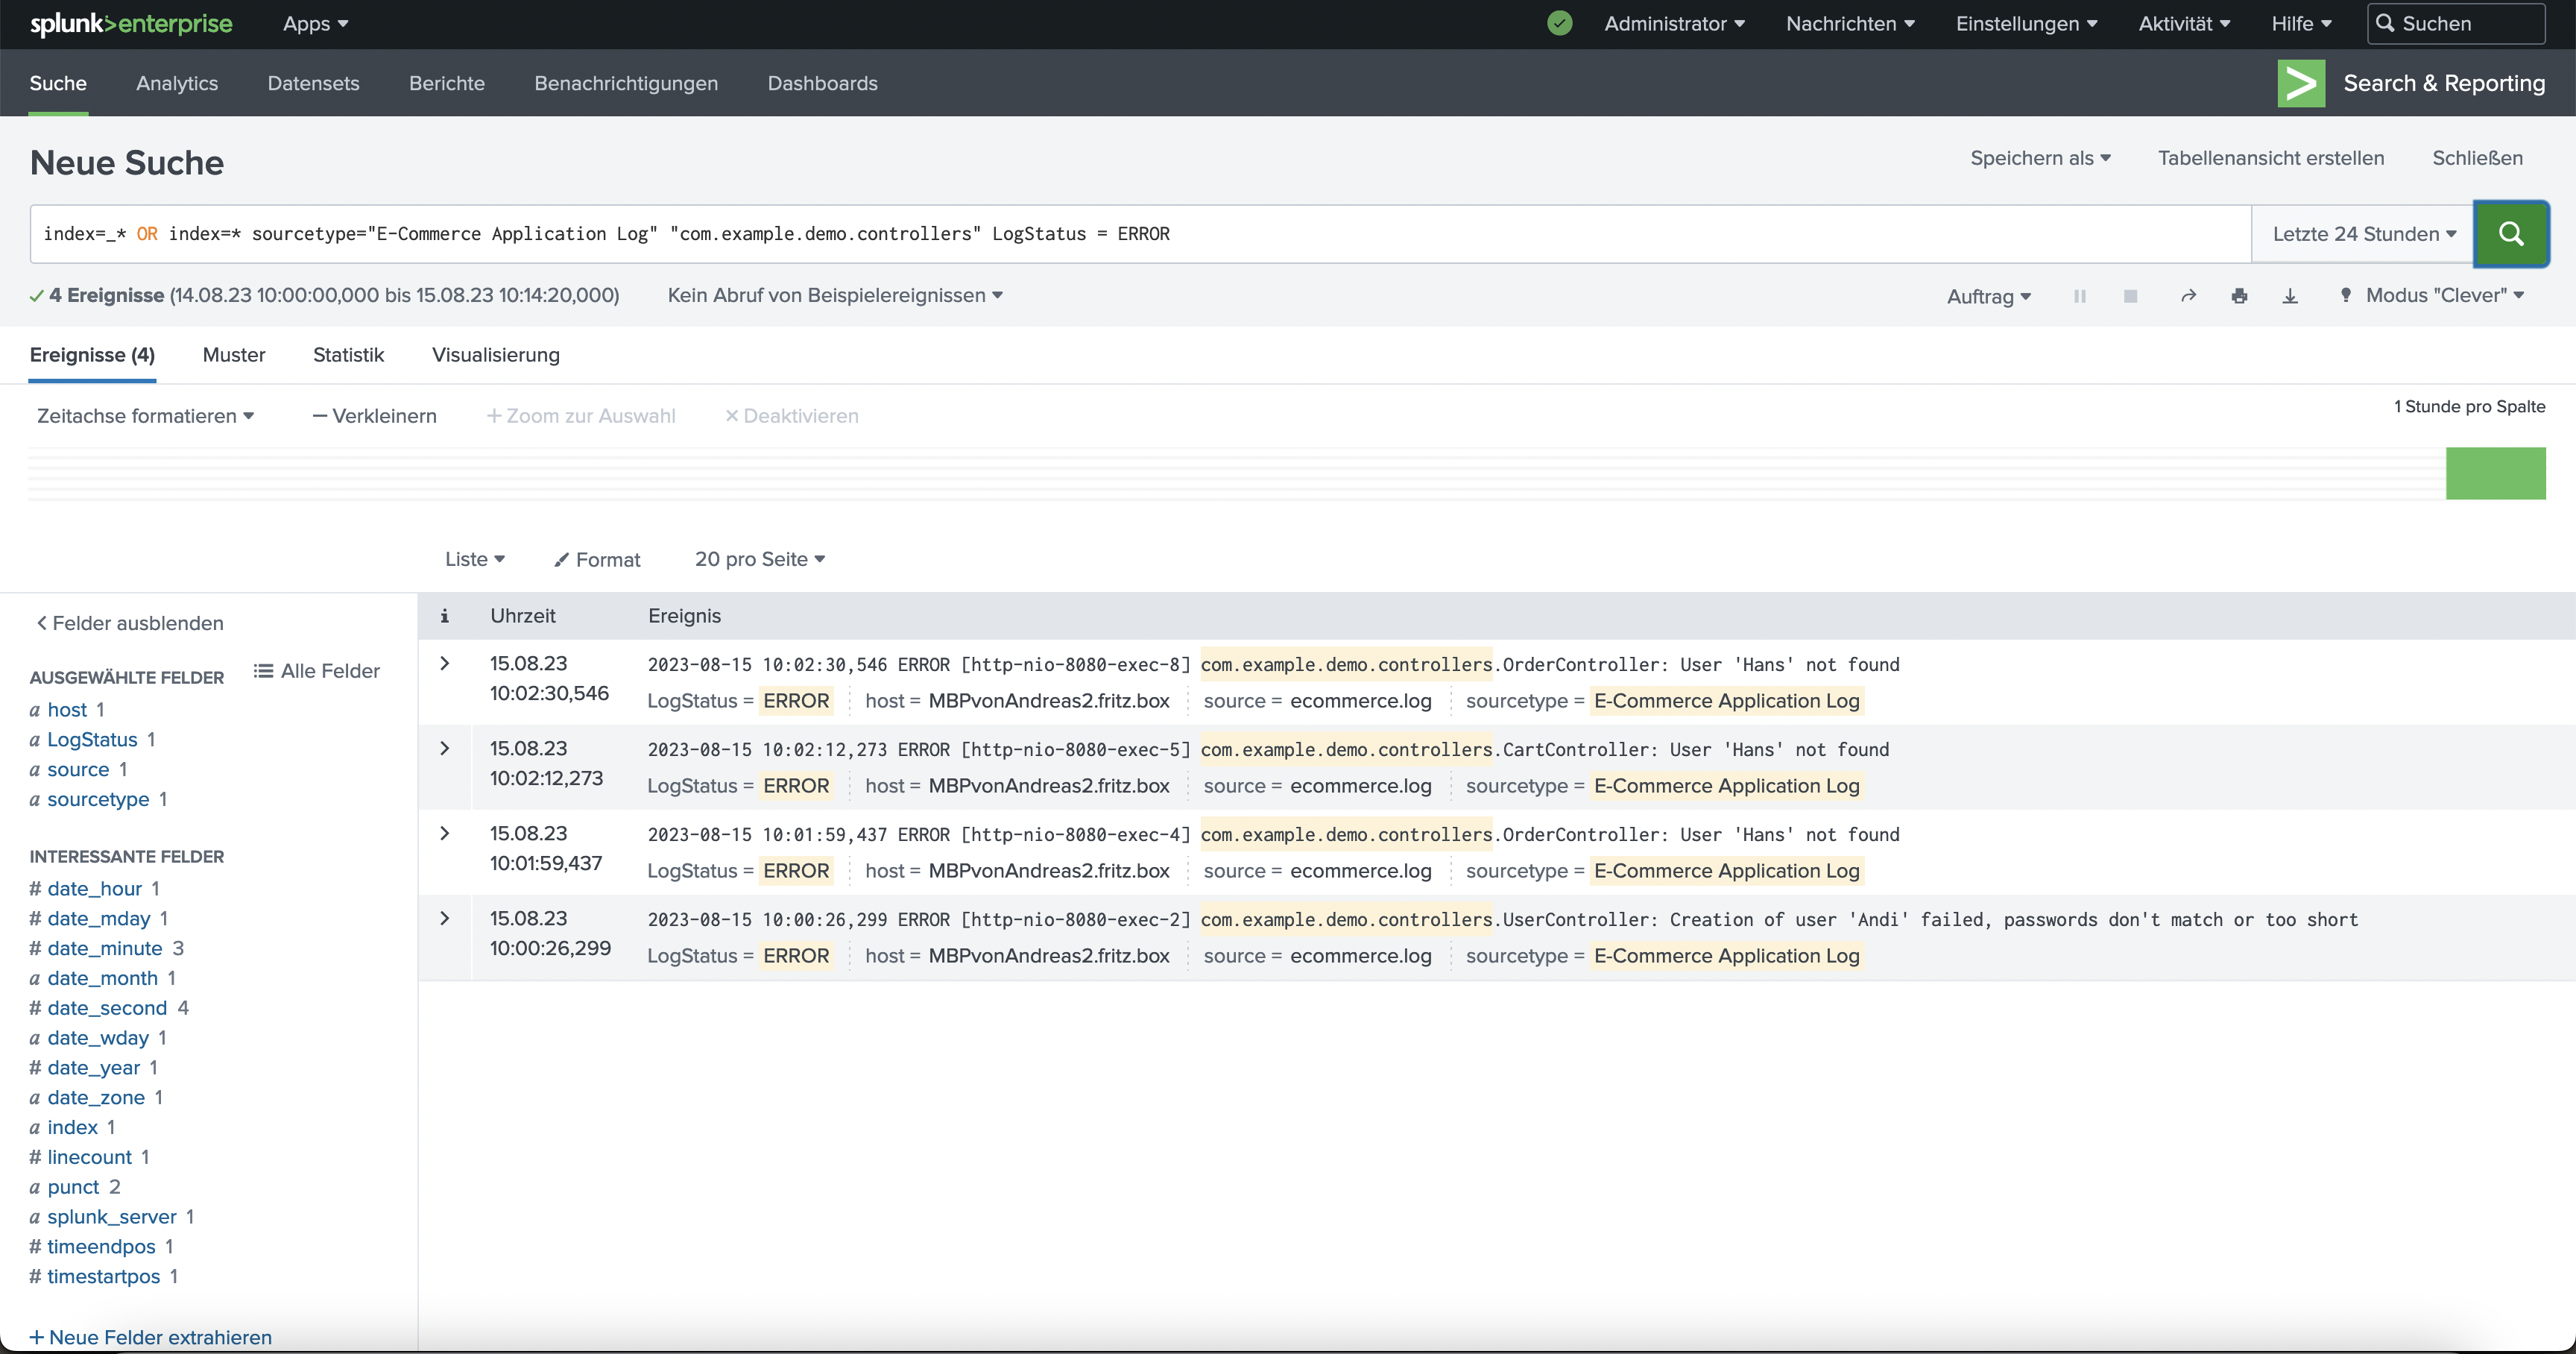 splunk>enterprise Apps Administrator Nachrichten Einstellungen Aktivität Hilfe Suchen
Suche Analytics Datensets Berichte Benachrichtigungen Dashboards Search & Reporting
Neue Suche Speichern als Tabellenansicht erstellen Schließen
index=_* OR index=* sourcetype="E-Commerce Application Log" "com.example.demo.controllers" LogStatus = ERROR Letzte 24 Stunden
4 Ereignisse (14.08.23 10:00:00,000 bis 15.08.23 10:14:20,000) Kein Abruf von Beispielereignissen Auftrag Modus "Clever"
Ereignisse (4) Muster Statistik Visualisierung
Zeitachse formatieren — Verkleinern + Zoom zur Auswahl × Deaktivieren 1 Stunde pro Spalte
Liste Format 20 pro Seite
< Felder ausblenden
AUSGEWÄHLTE FELDER Alle Felder
a host 1
a LogStatus 1
a source 1
a sourcetype 1
INTERESSANTE FELDER
# date_hour 1
# date_mday 1
# date_minute 3
a date_month 1
# date_second 4
a date_wday 1
# date_year 1
a date_zone 1
a index 1
# linecount 1
a punct 2
a splunk_server 1
# timeendpos 1
# timestartpos 1
+ Neue Felder extrahieren
i Uhrzeit Ereignis
> 15.08.23 2023-08-15 10:02:30,546 ERROR [http-nio-8080-exec-8] com.example.demo.controllers.OrderController: User 'Hans' not found
10:02:30,546 LogStatus = ERROR host = MBPvonAndreas2.fritz.box source = ecommerce.log sourcetype = E-Commerce Application Log
> 15.08.23 2023-08-15 10:02:12,273 ERROR [http-nio-8080-exec-5] com.example.demo.controllers.CartController: User 'Hans' not found
10:02:12,273 LogStatus = ERROR host = MBPvonAndreas2.fritz.box source = ecommerce.log sourcetype = E-Commerce Application Log
> 15.08.23 2023-08-15 10:01:59,437 ERROR [http-nio-8080-exec-4] com.example.demo.controllers.OrderController: User 'Hans' not found
10:01:59,437 LogStatus = ERROR host = MBPvonAndreas2.fritz.box source = ecommerce.log sourcetype = E-Commerce Application Log
> 15.08.23 2023-08-15 10:00:26,299 ERROR [http-nio-8080-exec-2] com.example.demo.controllers.UserController: Creation of user 'Andi' failed, passwords don't match or too short
10:00:26,299 LogStatus = ERROR host = MBPvonAndreas2.fritz.box source = ecommerce.log sourcetype = E-Commerce Application Log